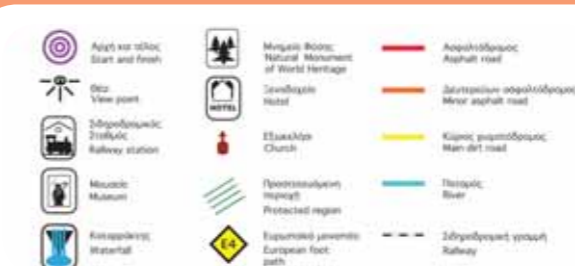 Αρχή και τέλος
Start and finish
Θέα
View point
Σιδηροδρομικός
Σταθμός
Railway station
Μουσείο
Museum
Καταρράκτης
Waterfall
Μνημείο Φύσης
Natural Monument
of World Heritage
HOTEL
Ξενοδοχείο
Hotel
Εξωκκλήσι
Church
Προστατευόμενη
περιοχή
Protected region
E4
Ευρωπαϊκό μονοπάτι
European foot
path
Ασφαλτόδρομος
Asphalt road
Δευτερεύων ασφαλτόδρομος
Minor asphalt road
Κύριος χωματόδρομος
Main dirt road
Ποταμός
River
Σιδηροδρομική γραμμή
Railway